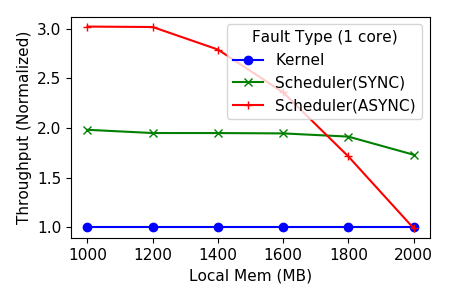 Fault Type (1 core)
Kernel
Scheduler(SYNC)
Scheduler(ASYNC)
Throughput (Normalized)
3.0
2.5
2.0
1.5
1.0
1000 1200 1400 1600 1800 2000
Local Mem (MB)